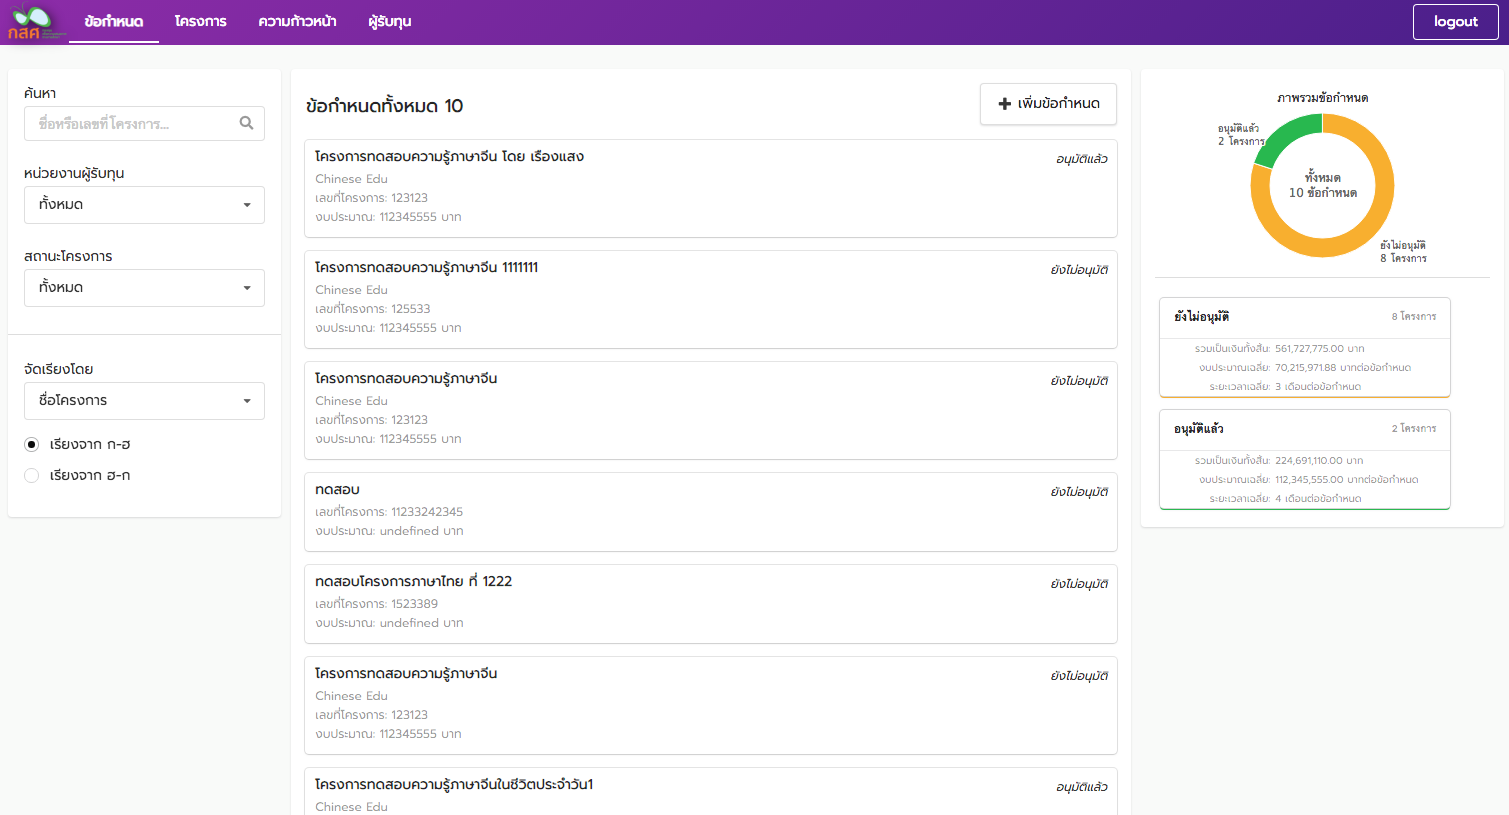 กสศ
ข้อกำหนด
โครงการ
ความก้าวหน้า
ผู้รับทุน
logout
ค้นหา
ชื่อหรือเลขที่โครงการ...
หน่วยงานผู้รับทุน
ทั้งหมด
สถานะโครงการ
ทั้งหมด
จัดเรียงโดย
ชื่อโครงการ
เรียงจาก ก-ฮ
เรียงจาก ฮ-ก
ข้อกำหนดทั้งหมด 10
เพิ่มข้อกำหนด
โครงการทดสอบความรู้ภาษาจีน โดย เรืองแสง
อนุมัติแล้ว
Chinese Edu
เลขที่โครงการ: 123123
งบประมาณ: 112345555 บาท
โครงการทดสอบความรู้ภาษาจีน 1111111
ยังไม่อนุมัติ
Chinese Edu
เลขที่โครงการ: 125533
งบประมาณ: 112345555 บาท
โครงการทดสอบความรู้ภาษาจีน
ยังไม่อนุมัติ
Chinese Edu
เลขที่โครงการ: 123123
งบประมาณ: 112345555 บาท
ทดสอบ
ยังไม่อนุมัติ
เลขที่โครงการ: 11233242345
งบประมาณ: undefined บาท
ทดสอบโครงการภาษาไทย ที่ 1222
ยังไม่อนุมัติ
เลขที่โครงการ: 1523389
งบประมาณ: undefined บาท
โครงการทดสอบความรู้ภาษาจีน
ยังไม่อนุมัติ
Chinese Edu
เลขที่โครงการ: 123123
งบประมาณ: 112345555 บาท
โครงการทดสอบความรู้ภาษาจีนในชีวิตประจำวัน1
อนุมัติแล้ว
Chinese Edu
ภาพรวมข้อกำหนด
อนุมัติแล้ว
2 โครงการ
ทั้งหมด
10 ข้อกำหนด
ยังไม่อนุมัติ
8 โครงการ
ยังไม่อนุมัติ
8 โครงการ
รวมเป็นเงินทั้งสิ้น: 561,727,775.00 บาท
งบประมาณเฉลี่ย: 70,215,971.88 บาทต่อข้อกำหนด
ระยะเวลาเฉลี่ย: 3 เดือนต่อข้อกำหนด
อนุมัติแล้ว
2 โครงการ
รวมเป็นเงินทั้งสิ้น: 224,691,110.00 บาท
งบประมาณเฉลี่ย: 112,345,555.00 บาทต่อข้อกำหนด
ระยะเวลาเฉลี่ย: 4 เดือนต่อข้อกำหนด